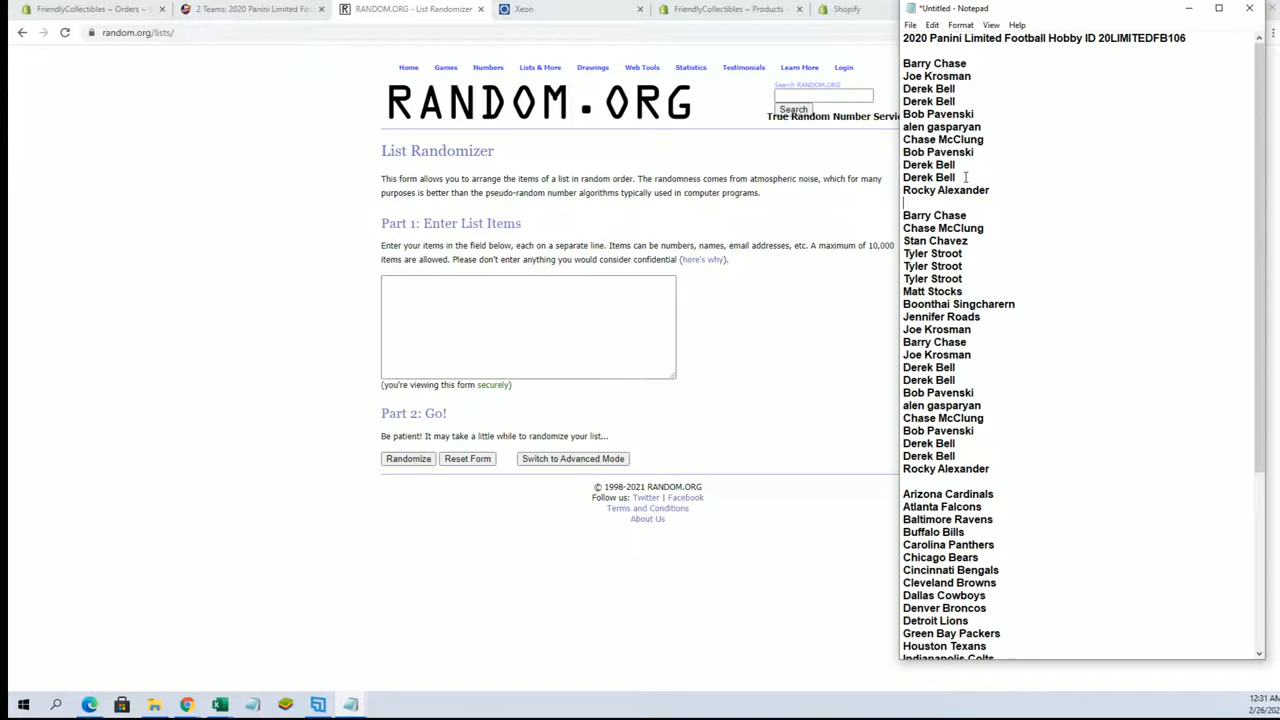 FriendlyCollectibles ~ Orders ~ S
2 Teams: 2020 Panini Limited Fo
RANDOM.ORG - List Randomizer
Xeon
FriendlyCollectibles ~ Products ~
Shopify
random.org/lists/
Home Games Numbers Lists & More Drawings Web Tools Statistics Testimonials Learn More Login
RANDOM.ORG
Search RANDOM.ORG
Search
True Random Number Servi
List Randomizer
This form allows you to arrange the items of a list in random order. The randomness comes from atmospheric noise, which for many
purposes is better than the pseudo-random number algorithms typically used in computer programs.
Part 1: Enter List Items
Enter your items in the field below, each on a separate line. Items can be numbers, names, email addresses, etc. A maximum of 10,000
items are allowed. Please don't enter anything you would consider confidential (here's why).
(you're viewing this form securely)
Part 2: Go!
Be patient! It may take a little while to randomize your list...
Randomize Reset Form Switch to Advanced Mode
© 1998-2021 RANDOM.ORG
Follow us: Twitter | Facebook
Terms and Conditions
About Us
*Untitled - Notepad
File Edit Format View Help
2020 Panini Limited Football Hobby ID 20LIMITEDFB106
Barry Chase
Joe Krosman
Derek Bell
Derek Bell
Bob Pavenski
alen gasparyan
Chase McClung
Bob Pavenski
Derek Bell
Derek Bell
Rocky Alexander
Barry Chase
Chase McClung
Stan Chavez
Tyler Stroot
Tyler Stroot
Tyler Stroot
Matt Stocks
Boonthai Singcharern
Jennifer Roads
Joe Krosman
Barry Chase
Joe Krosman
Derek Bell
Derek Bell
Bob Pavenski
alen gasparyan
Chase McClung
Bob Pavenski
Derek Bell
Derek Bell
Rocky Alexander
Arizona Cardinals
Atlanta Falcons
Baltimore Ravens
Buffalo Bills
Carolina Panthers
Chicago Bears
Cincinnati Bengals
Cleveland Browns
Dallas Cowboys
Denver Broncos
Detroit Lions
Green Bay Packers
Houston Texans
Indianapolis Colts
12:31 AM
2/26/202